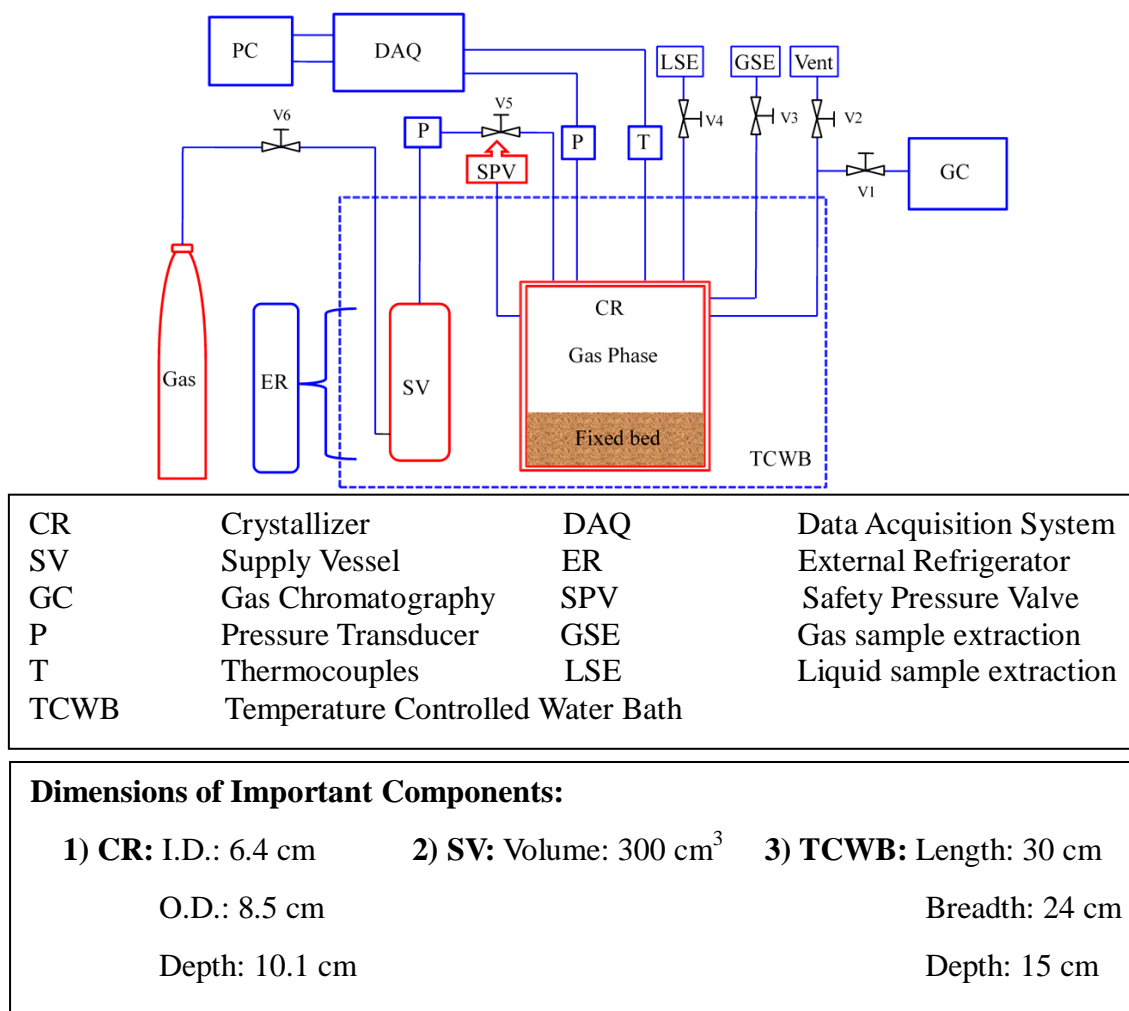 PC DAQ LSE GSE Vent
V6 V5 V4 V3 V2
P P T
SPV V1 GC
CR
Gas Phase
Gas ER SV
Fixed bed
TCWB
CR Crystallizer DAQ Data Acquisition System
SV Supply Vessel ER External Refrigerator
GC Gas Chromatography SPV Safety Pressure Valve
P Pressure Transducer GSE Gas sample extraction
T Thermocouples LSE Liquid sample extraction
TCWB Temperature Controlled Water Bath
Dimensions of Important Components:
1) CR: I.D.: 6.4 cm 2) SV: Volume: 300 cm³ 3) TCWB: Length: 30 cm
O.D.: 8.5 cm Breadth: 24 cm
Depth: 10.1 cm Depth: 15 cm